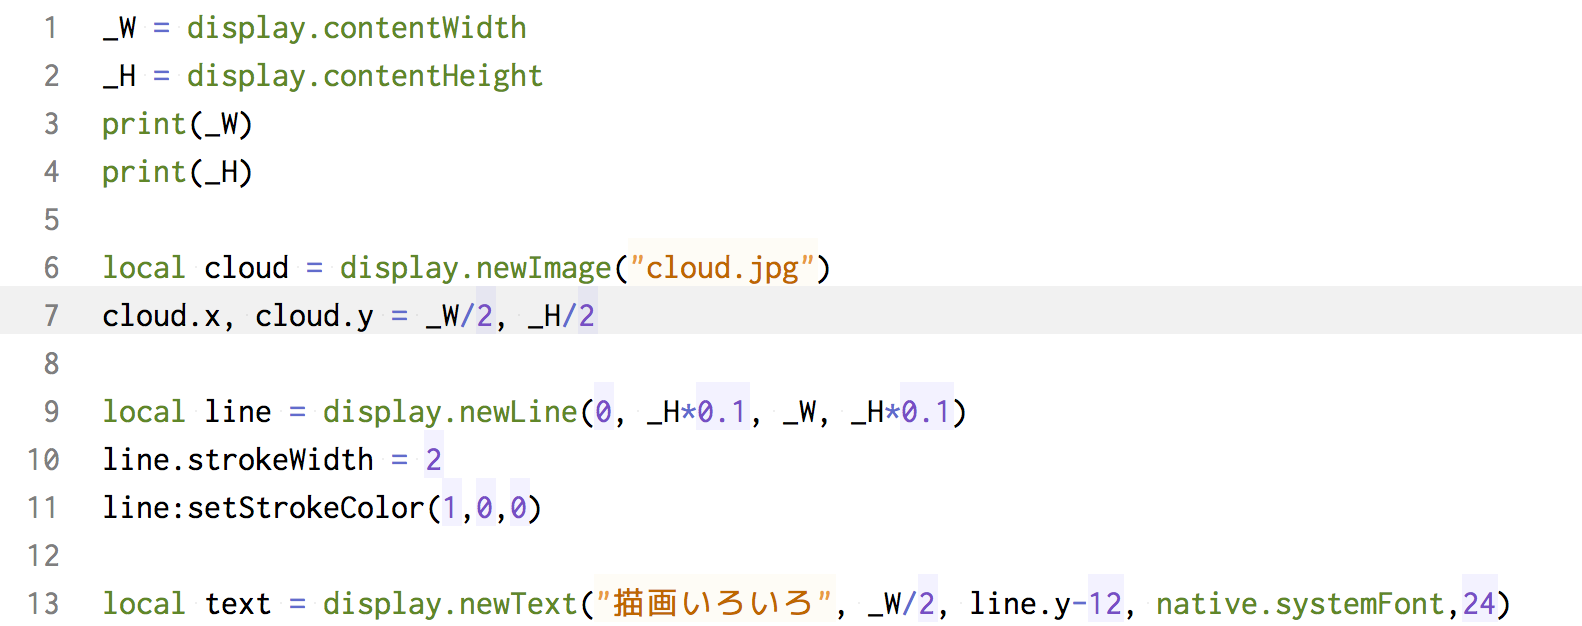 1 _W = display.contentWidth
2 _H = display.contentHeight
3 print(_W)
4 print(_H)
5
6 local cloud = display.newImage("cloud.jpg")
7 cloud.x, cloud.y = _W/2, _H/2
8
9 local line = display.newLine(0, _H*0.1, _W, _H*0.1)
10 line.strokeWidth = 2
11 line:setStrokeColor(1,0,0)
12
13 local text = display.newText("描画いろいろ", _W/2, line.y-12, native.systemFont,24)